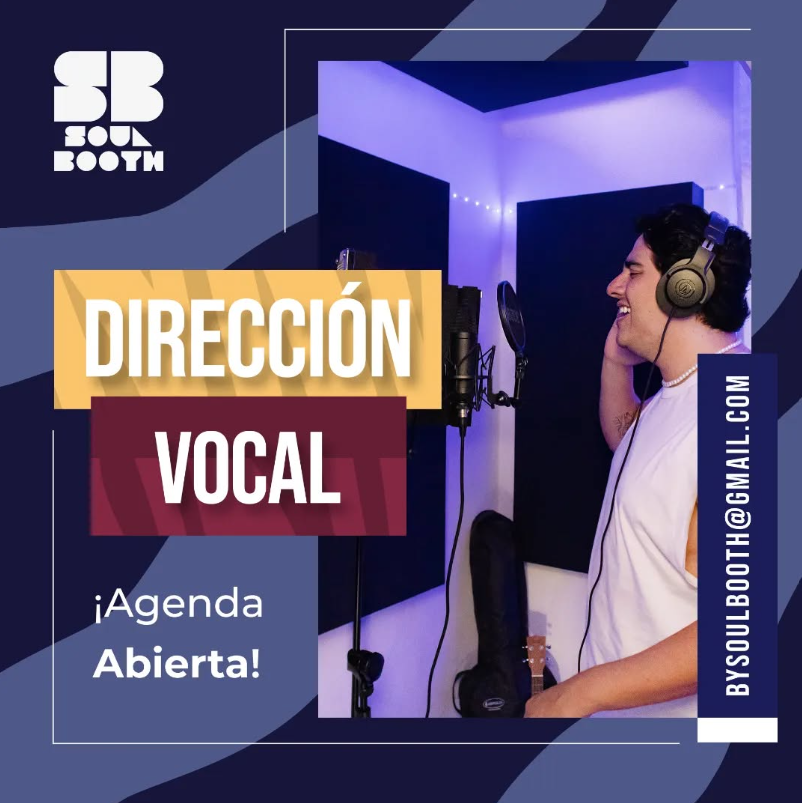 SB
SOUL
BOOTH
DIRECCIÓN
VOCAL
¡Agenda
Abierta!
BYSOULBOOTH@GMAIL.COM